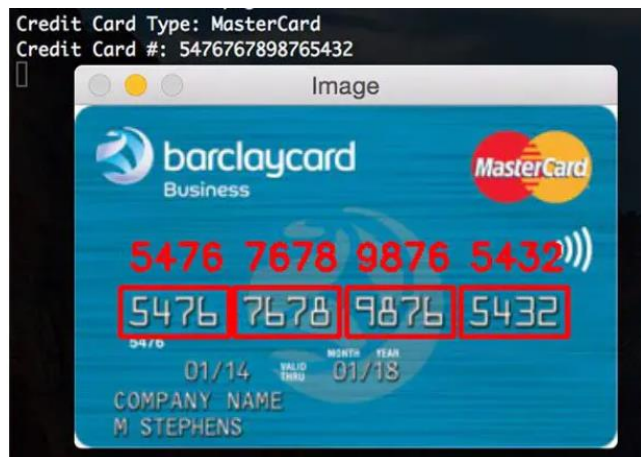 Credit Card Type: MasterCard
Credit Card #: 5476767898765432
Image
barclaycard
Business
MasterCard
5476 7678 9876 5432
5476 7678 9876 5432
5476
MONTH YEAR
01/14 VALID THRU 01/18
COMPANY NAME
M STEPHENS